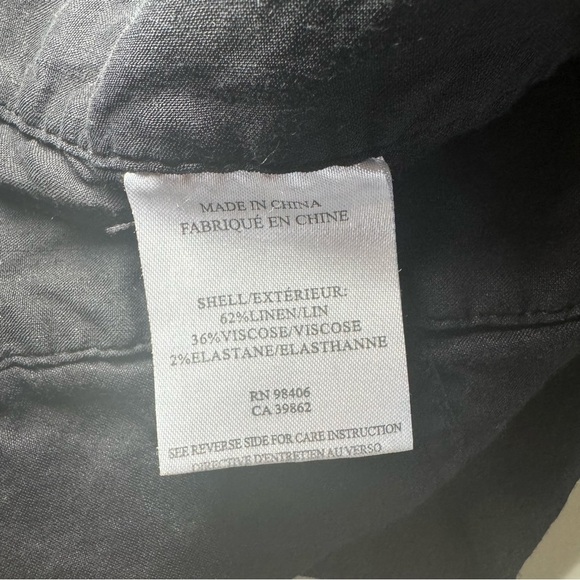 MADE IN CHINA
FABRIQUÉ EN CHINE
SHELL/EXTÉRIEUR:
62%LINEN/LIN
36%VISCOSE/VISCOSE
2%ELASTANE/ELASTHANNE
RN 98406
CA 39862
SEE REVERSE SIDE FOR CARE INSTRUCTION
DIRECTIVE D'ENTRETIEN AU VERSO